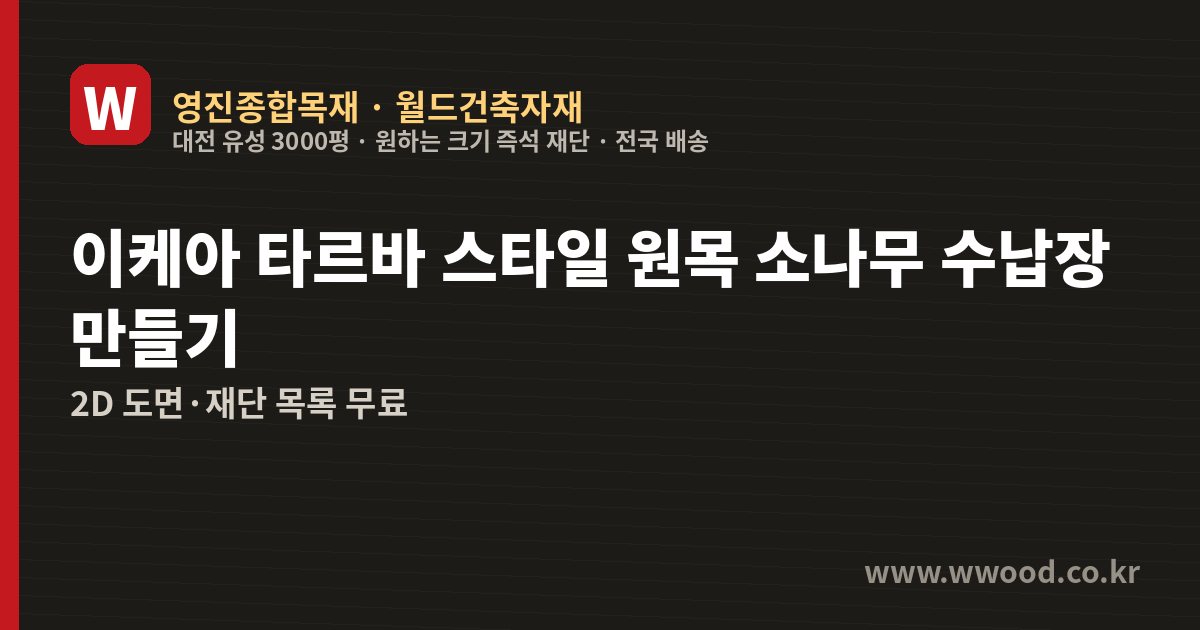 W
영진종합목재 · 월드건축자재
대전 유성 3000평 · 원하는 크기 즉석 재단 · 전국 배송
이케아 타르바 스타일 원목 소나무 수납장
만들기
2D 도면·재단 목록 무료
www.wwood.co.kr